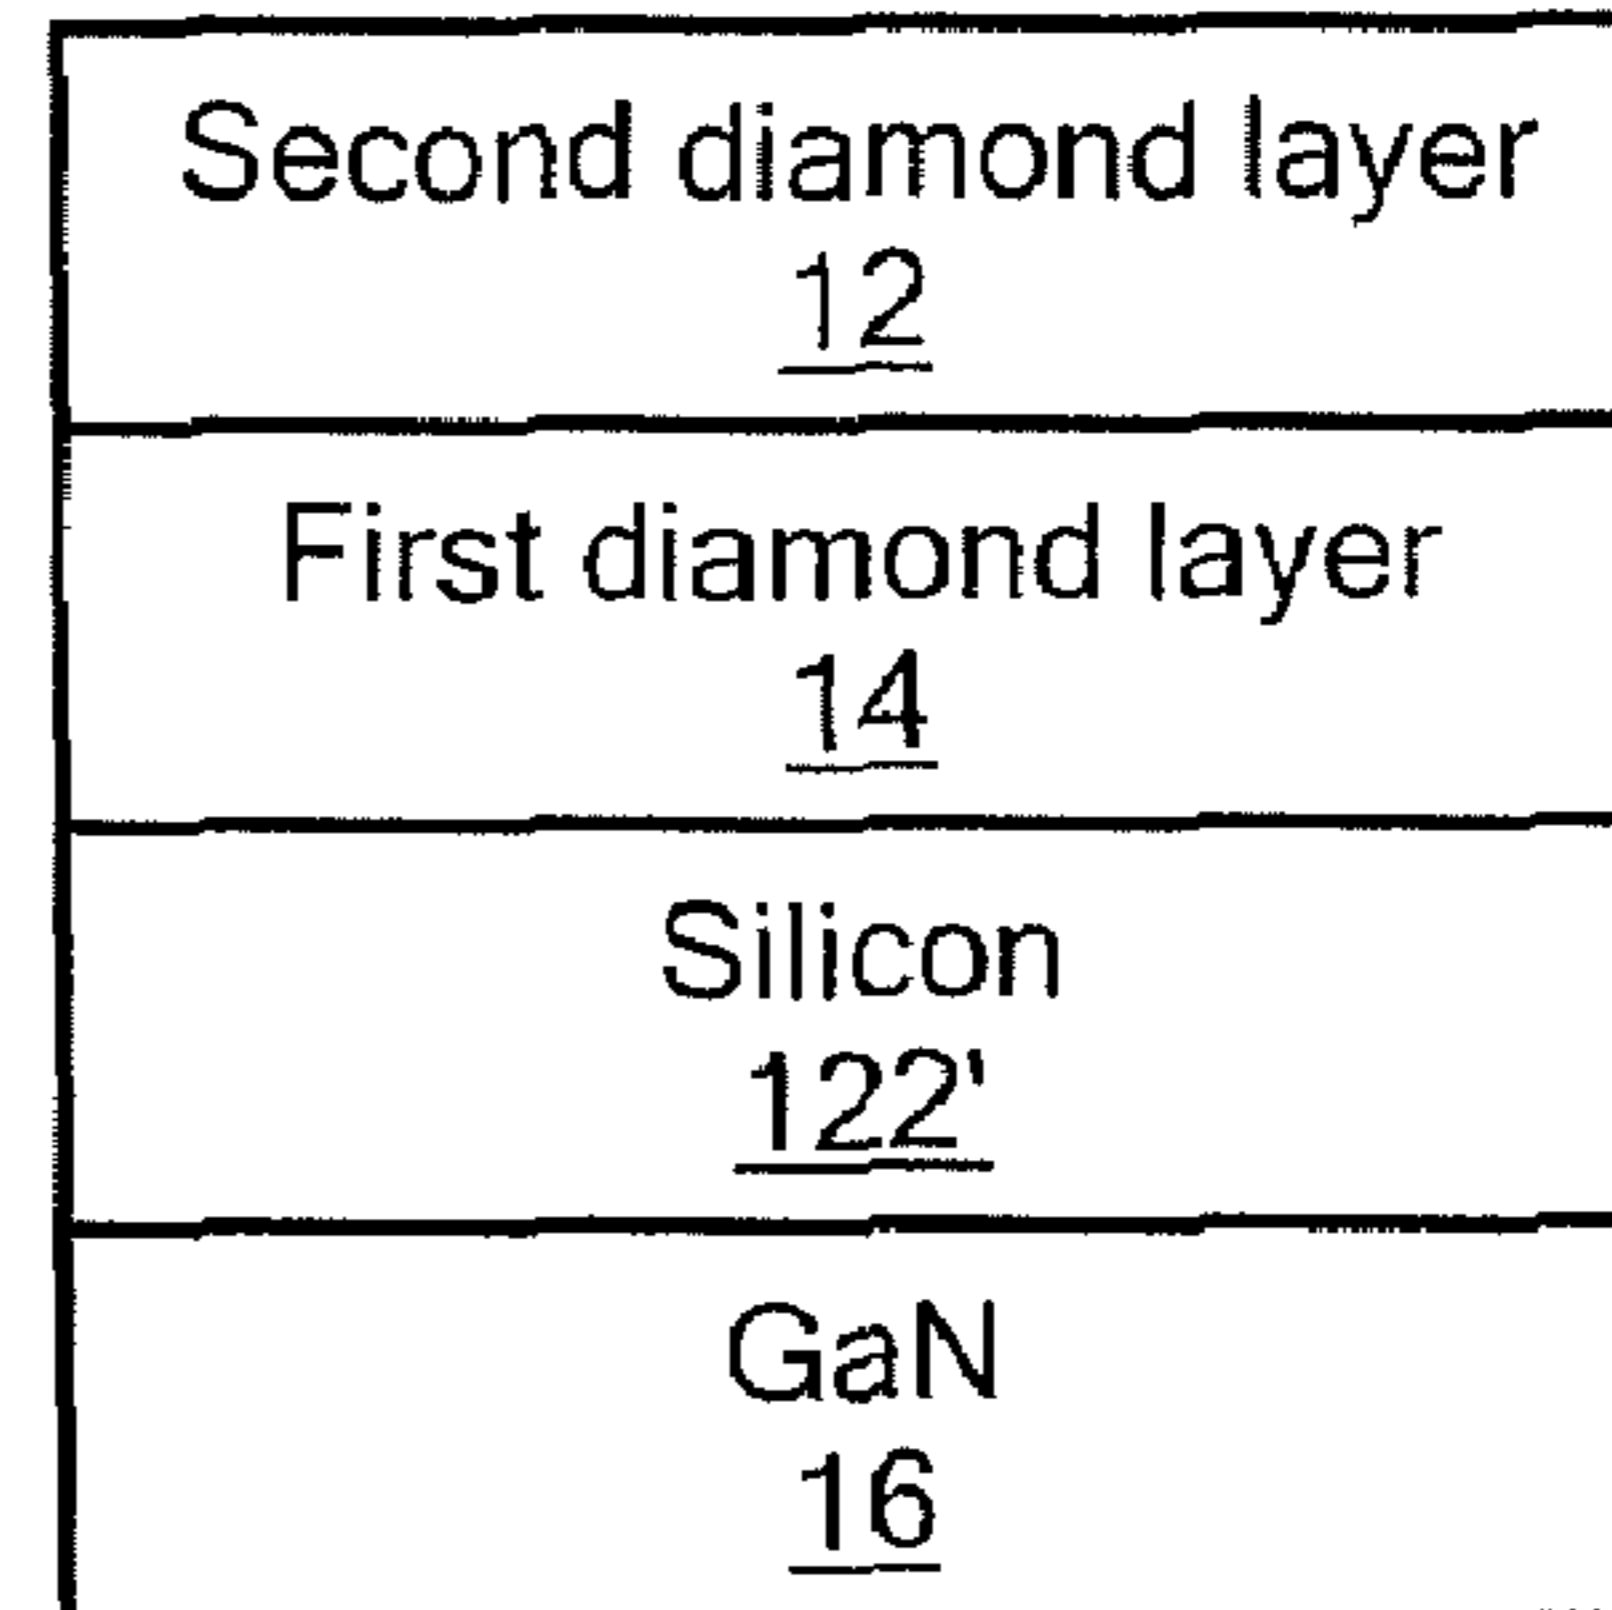 Second diamond layer
12
First diamond layer
14
Silicon
122'
GaN
16